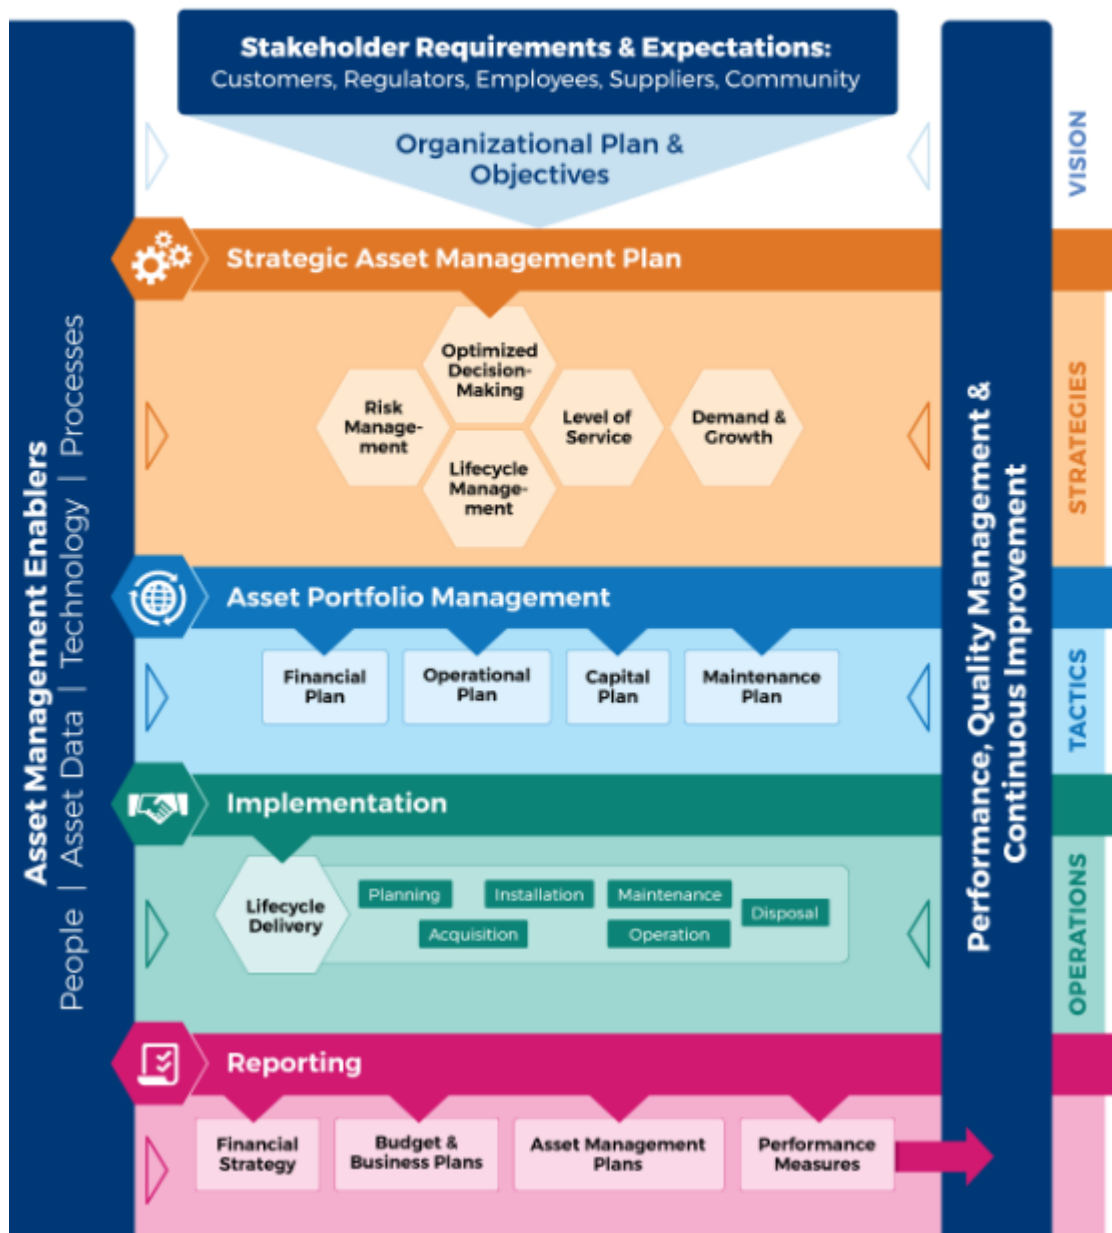 Stakeholder Requirements & Expectations:
Customers, Regulators, Employees, Suppliers, Community
Organizational Plan &
Objectives
VISION
Asset Management Enablers
People | Asset Data | Technology | Processes
Performance, Quality Management &
Continuous Improvement
Strategic Asset Management Plan
Optimized
Decision-
Making
Risk
Manage-
ment
Lifecycle
Manage-
ment
Level of
Service
Demand &
Growth
STRATEGIES
Asset Portfolio Management
Financial
Plan
Operational
Plan
Capital
Plan
Maintenance
Plan
TACTICS
Implementation
Lifecycle
Delivery
Planning
Acquisition
Installation
Maintenance
Operation
Disposal
OPERATIONS
Reporting
Financial
Strategy
Budget &
Business Plans
Asset Management
Plans
Performance
Measures